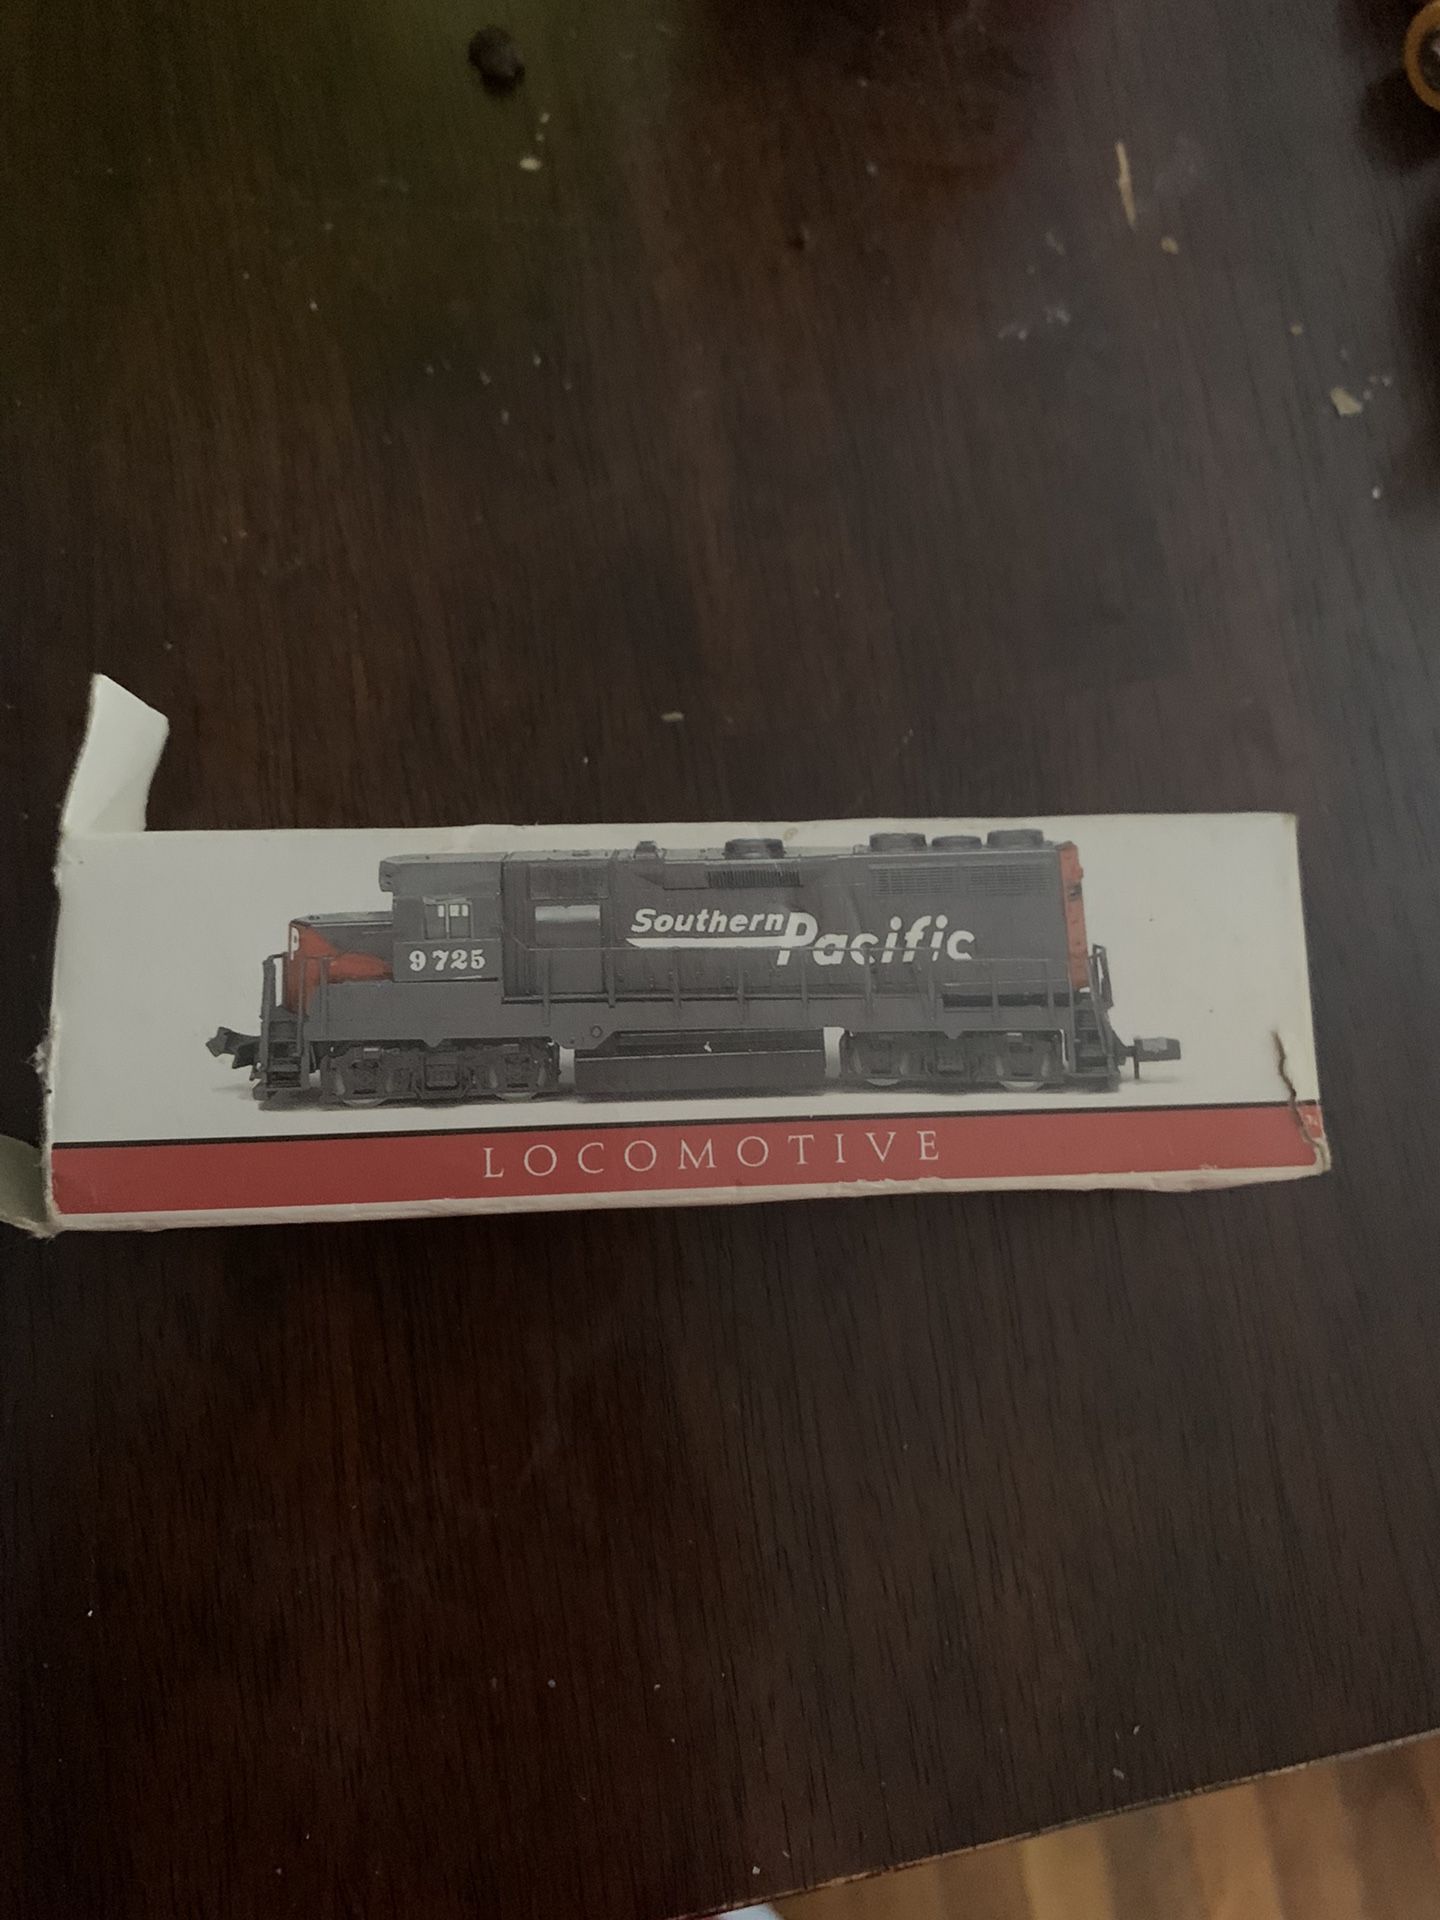 Southern Pacific
9725
P
LOCOMOTIVE